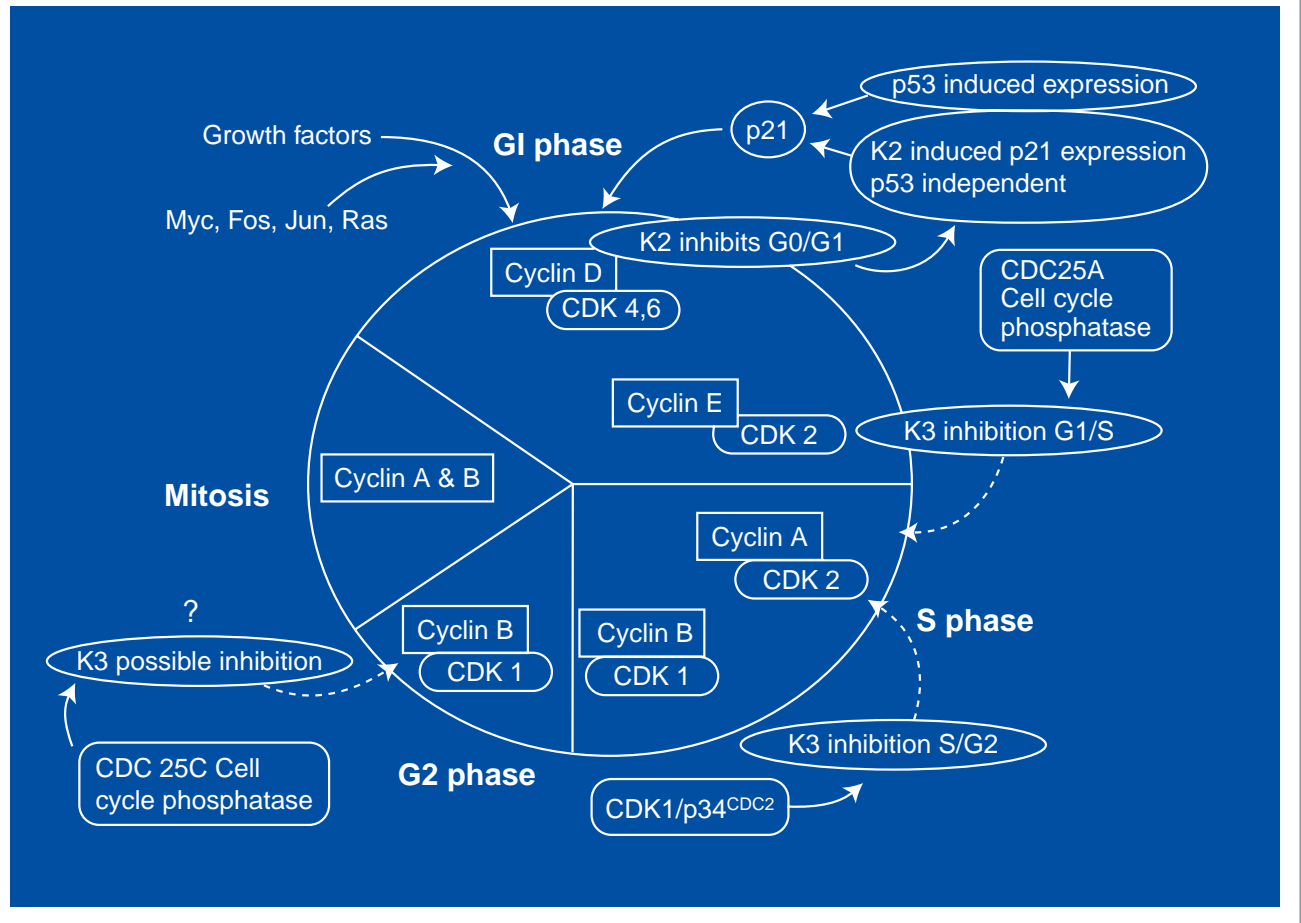 p53 induced expression
p21
K2 induced p21 expression
p53 independent
Growth factors
GI phase
Myc, Fos, Jun, Ras
K2 inhibits G0/G1
Cyclin D
CDK 4,6
CDC25A
Cell cycle
phosphatase
Cyclin E
CDK 2
K3 inhibition G1/S
Mitosis
Cyclin A & B
Cyclin A
CDK 2
?
S phase
K3 possible inhibition
Cyclin B
CDK 1
Cyclin B
CDK 1
K3 inhibition S/G2
G2 phase
CDC 25C Cell
cycle phosphatase
CDK1/p34CDC2